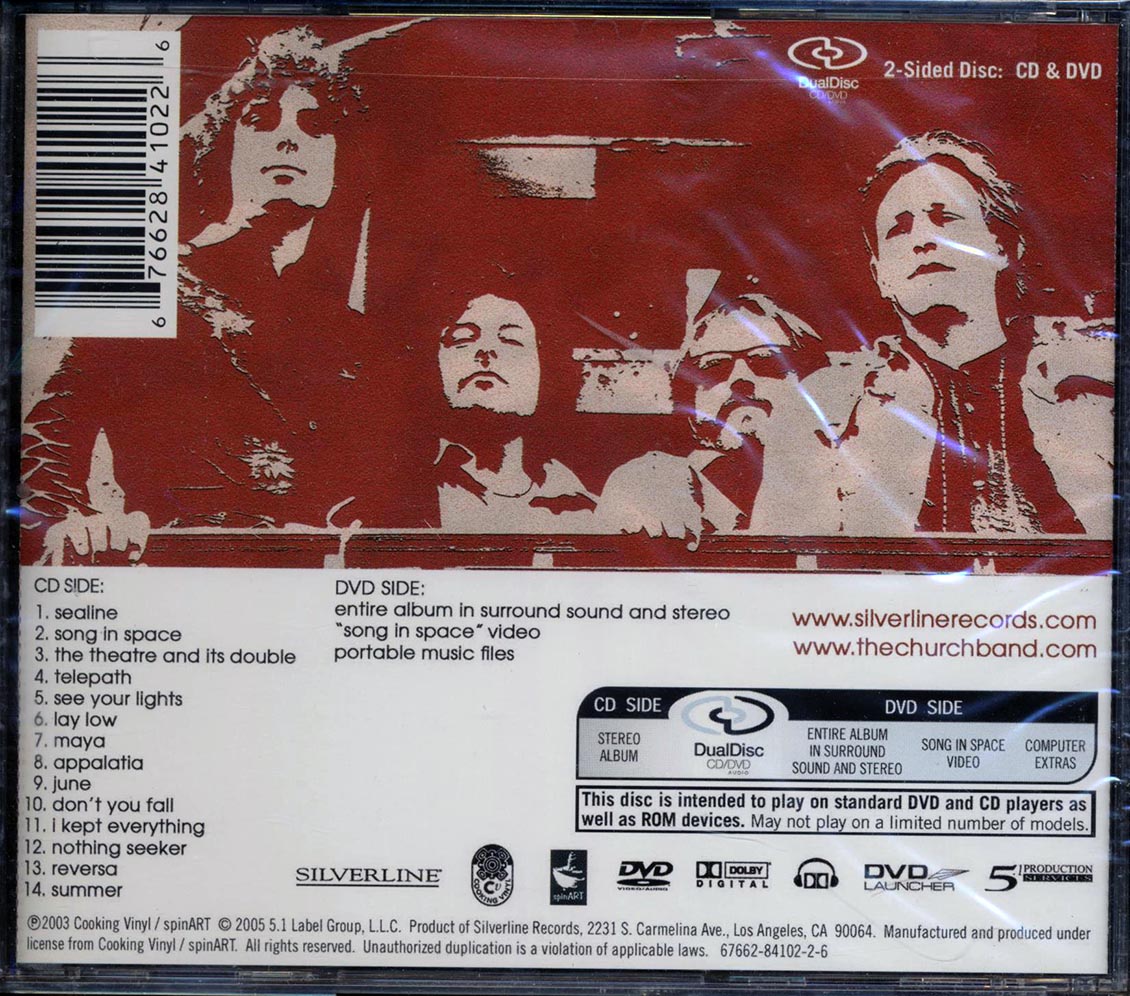 6 76628 41022 6
DualDisc
CD/DVD
2-Sided Disc: CD & DVD
CD SIDE:
1. sealine
2. song in space
3. the theatre and its double
4. telepath
5. see your lights
6. lay low
7. maya
8. appalatia
9. june
10. don't you fall
11. i kept everything
12. nothing seeker
13. reversa
14. summer
DVD SIDE:
entire album in surround sound and stereo
"song in space" video
portable music files
www.silverlinerecords.com
www.thechurchband.com
CD SIDE
DVD SIDE
STEREO
ALBUM
DualDisc
CD/DVD
AUDIO
ENTIRE ALBUM
IN SURROUND
SOUND AND STEREO
SONG IN SPACE
VIDEO
COMPUTER
EXTRAS
This disc is intended to play on standard DVD and CD players as
well as ROM devices. May not play on a limited number of models.
SILVERLINE
COOKING VINYL
CV
spinART
DVD
VIDEO/AUDIO
DOLBY
DIGITAL
DVD
LAUNCHER
5.1 PRODUCTION
SERVICES
℗2003 Cooking Vinyl / spinART © 2005 5.1 Label Group, L.L.C. Product of Silverline Records, 2231 S. Carmelina Ave., Los Angeles, CA 90064. Manufactured and produced under
license from Cooking Vinyl / spinART. All rights reserved. Unauthorized duplication is a violation of applicable laws. 67662-84102-2-6